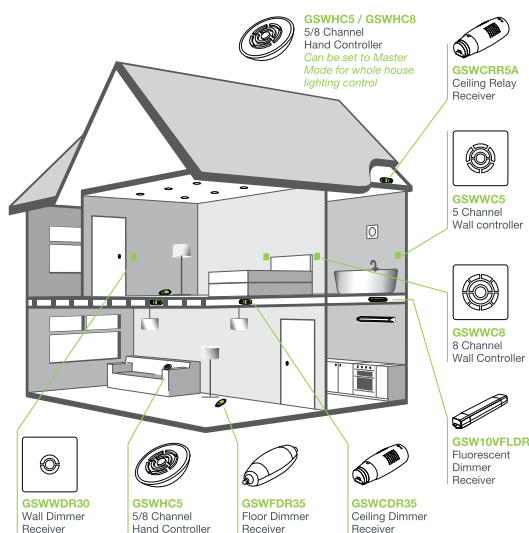 GSWHC5 / GSWHC8
5/8 Channel
Hand Controller
Can be set to Master
Mode for whole house
lighting control
GSWCRR5A
Ceiling Relay
Receiver
GSWWC5
5 Channel
Wall controller
GSWWC8
8 Channel
Wall Controller
GSW10VFLDR
Fluorescent
Dimmer
Receiver
GSWWDR30
Wall Dimmer
Receiver
GSWHC5
5/8 Channel
Hand Controller
GSWFDR35
Floor Dimmer
Receiver
GSWCDR35
Ceiling Dimmer
Receiver